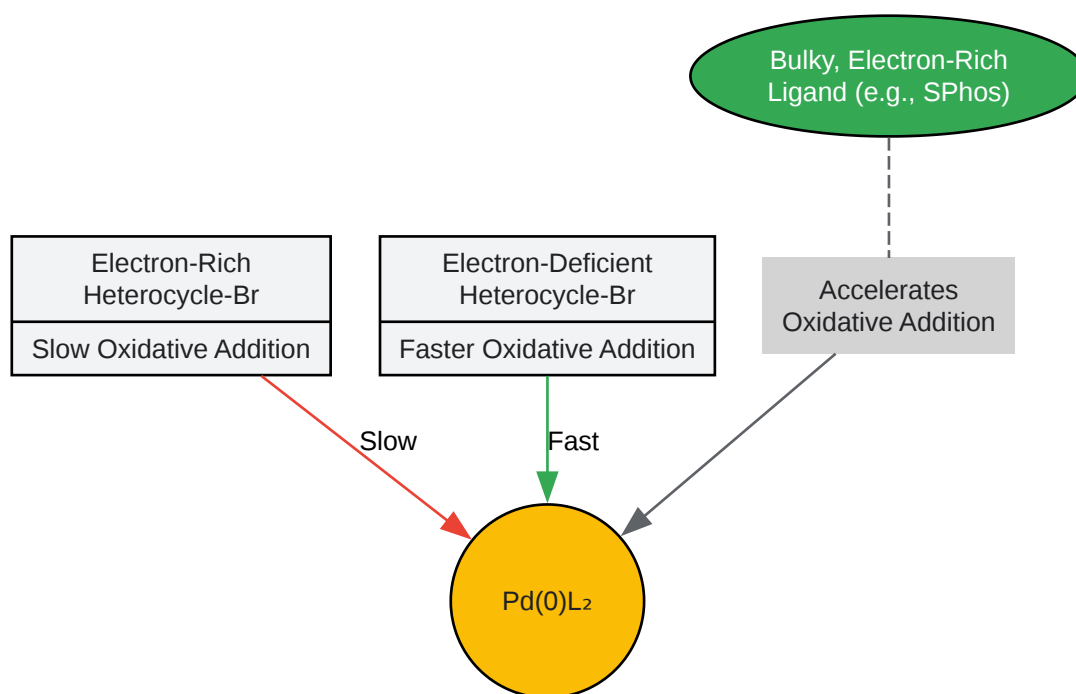 Bulky, Electron-Rich
Ligand (e.g., SPhos)
Electron-Rich
Heterocycle-Br
Slow Oxidative Addition
Electron-Deficient
Heterocycle-Br
Faster Oxidative Addition
Accelerates
Oxidative Addition
Slow
Fast
Pd(0)L₂